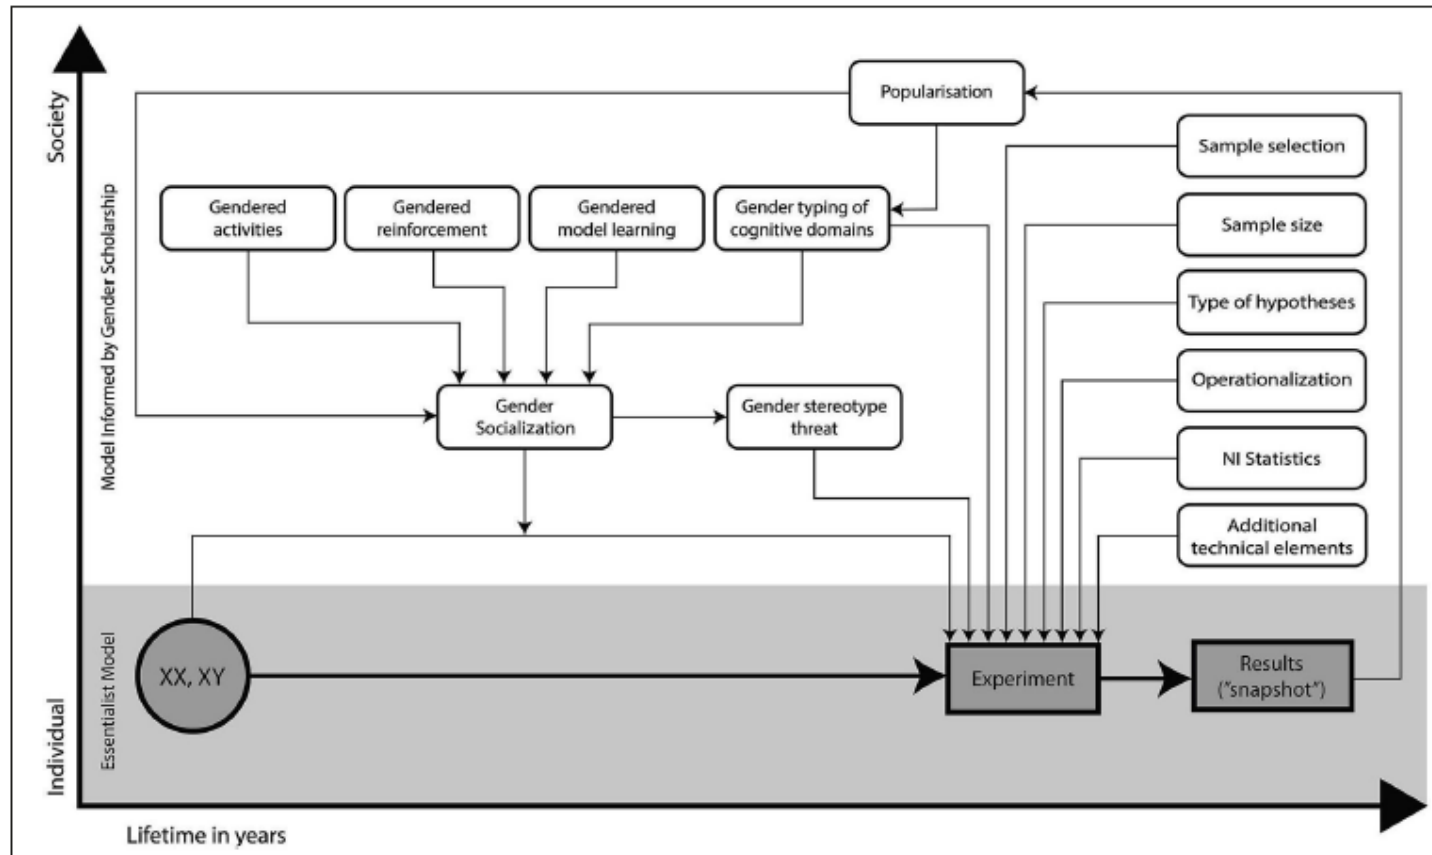 Society
Model Informed by Gender Scholarship
Popularisation
Sample selection
Gendered
activities
Gendered
reinforcement
Gendered
model learning
Gender typing of
cognitive domains
Sample size
Type of hypotheses
Operationalization
Gender
Socialization
Gender stereotype
threat
NI Statistics
Additional
technical elements
Individual
Essentialist Model
XX, XY
Experiment
Results
("snapshot")
Lifetime in years